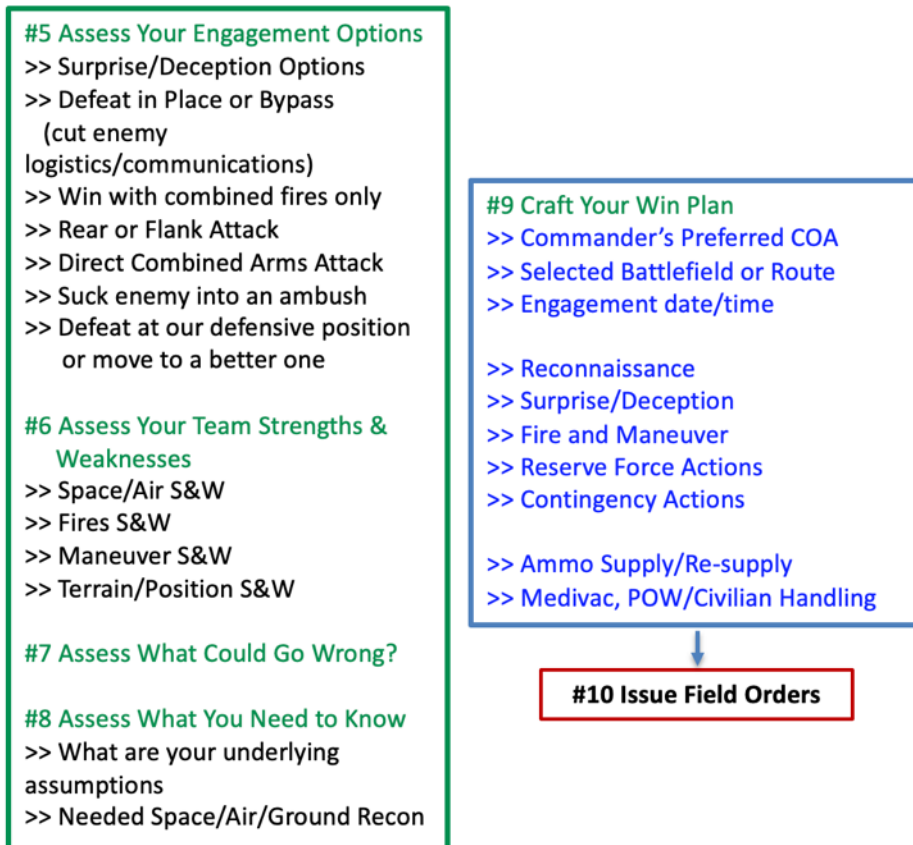 #5 Assess Your Engagement Options
>> Surprise/Deception Options
>> Defeat in Place or Bypass
(cut enemy
logistics/communications)
>> Win with combined fires only
>> Rear or Flank Attack
>> Direct Combined Arms Attack
>> Suck enemy into an ambush
>> Defeat at our defensive position
or move to a better one
#6 Assess Your Team Strengths &
Weaknesses
>> Space/Air S&W
>> Fires S&W
>> Maneuver S&W
>> Terrain/Position S&W
#7 Assess What Could Go Wrong?
#8 Assess What You Need to Know
>> What are your underlying
assumptions
>> Needed Space/Air/Ground Recon
#9 Craft Your Win Plan
>> Commander’s Preferred COA
>> Selected Battlefield or Route
>> Engagement date/time
>> Reconnaissance
>> Surprise/Deception
>> Fire and Maneuver
>> Reserve Force Actions
>> Contingency Actions
>> Ammo Supply/Re-supply
>> Medivac, POW/Civilian Handling
#10 Issue Field Orders